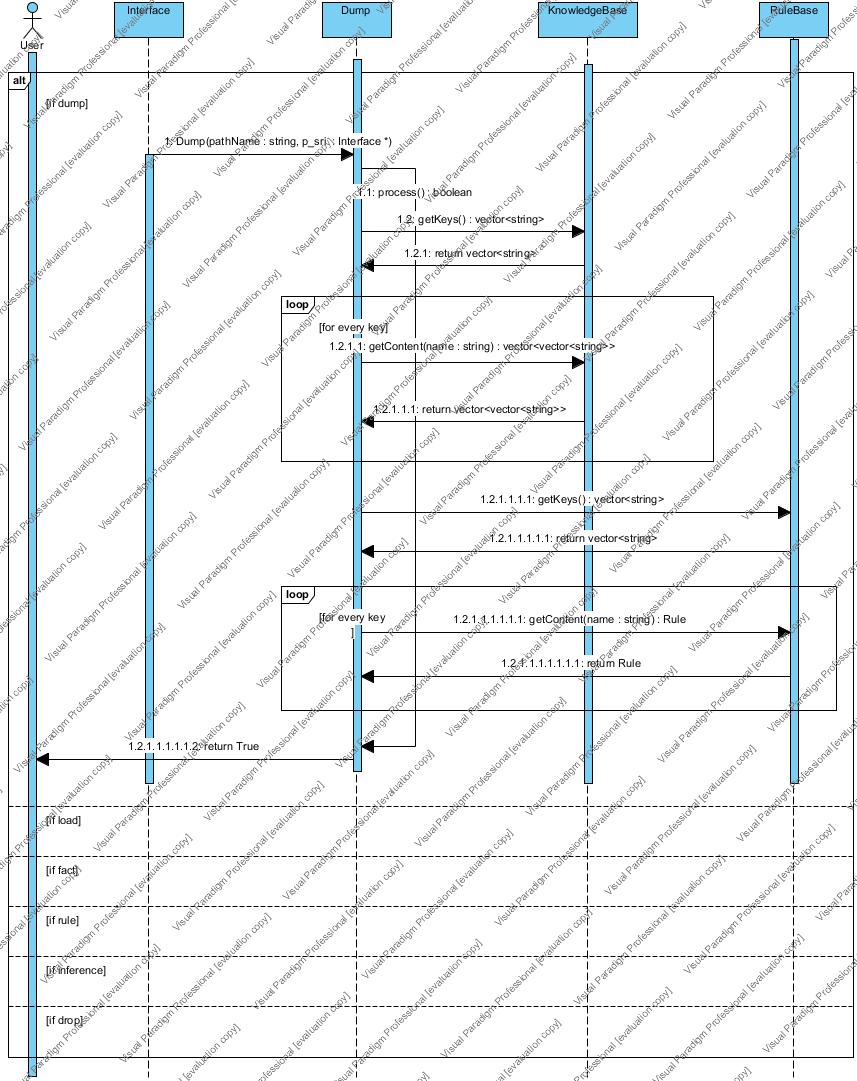 Interface
Dump
KnowledgeBase
RuleBase
User
alt
[if dump]
1: Dump(pathName : string, p_sri : Interface *)
1.1: process() : boolean
1.2: getKeys() : vector<string>
1.2.1: return vector<string>
loop
[for every key]
1.2.1.1: getContent(name : string) : vector<vector<string>>
1.2.1.1.1: return vector<vector<string>>
1.2.1.1.1.1: getKeys() : vector<string>
1.2.1.1.1.1.1: return vector<string>
loop
[for every key
]
1.2.1.1.1.1.1.1: getContent(name : string) : Rule
1.2.1.1.1.1.1.1.1: return Rule
1.2.1.1.1.1.1.2: return True
[if load]
[if fact]
[if rule]
[if inference]
[if drop]
Visual Paradigm Professional [evaluation copy]